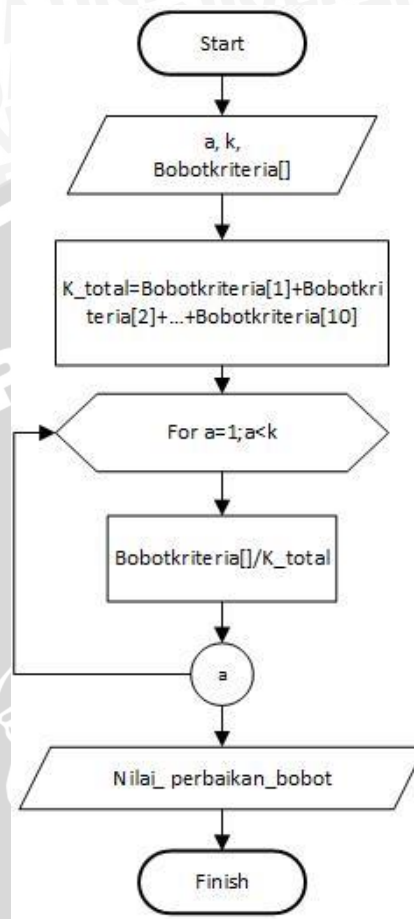 Start
a, k,
Bobotkriteria[]
K_total=Bobotkriteria[1]+Bobotkri
teria[2]+...+Bobotkriteria[10]
For a=1;a<k
Bobotkriteria[]/K_total
a
Nilai_ perbaikan_bobot
Finish